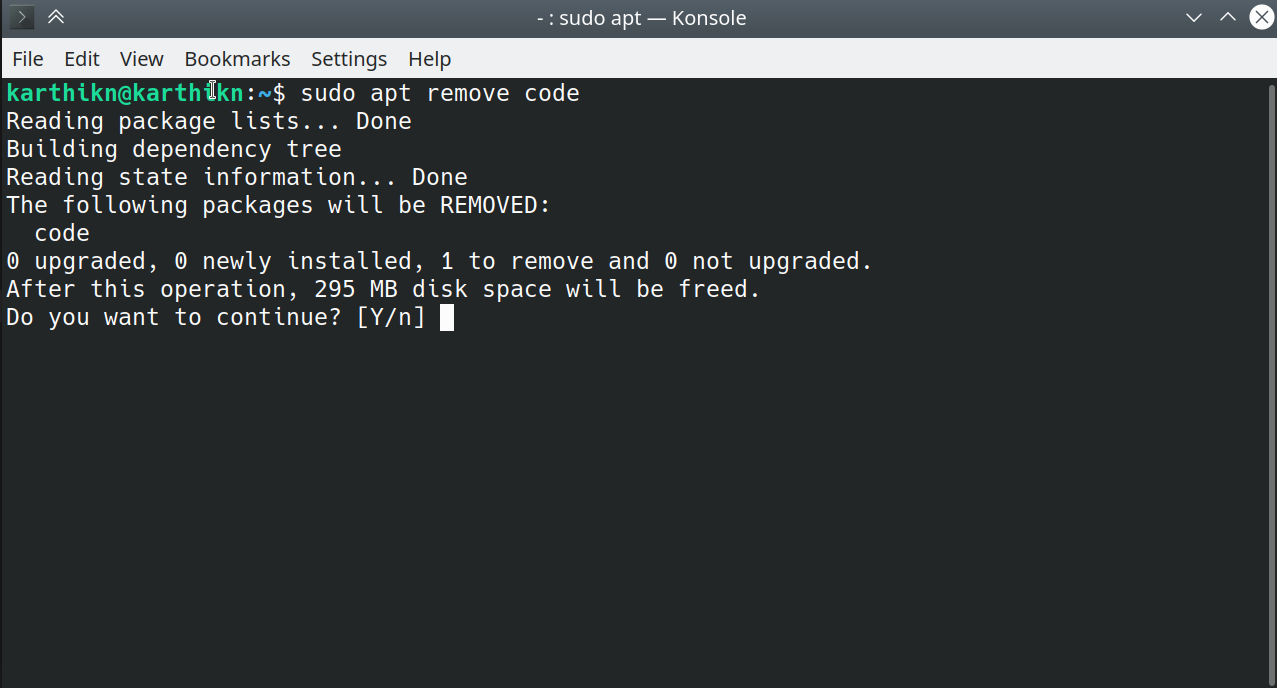 - : sudo apt — Konsole
File Edit View Bookmarks Settings Help
karthikn@karthikn:~$ sudo apt remove code
Reading package lists... Done
Building dependency tree
Reading state information... Done
The following packages will be REMOVED:
  code
0 upgraded, 0 newly installed, 1 to remove and 0 not upgraded.
After this operation, 295 MB disk space will be freed.
Do you want to continue? [Y/n]